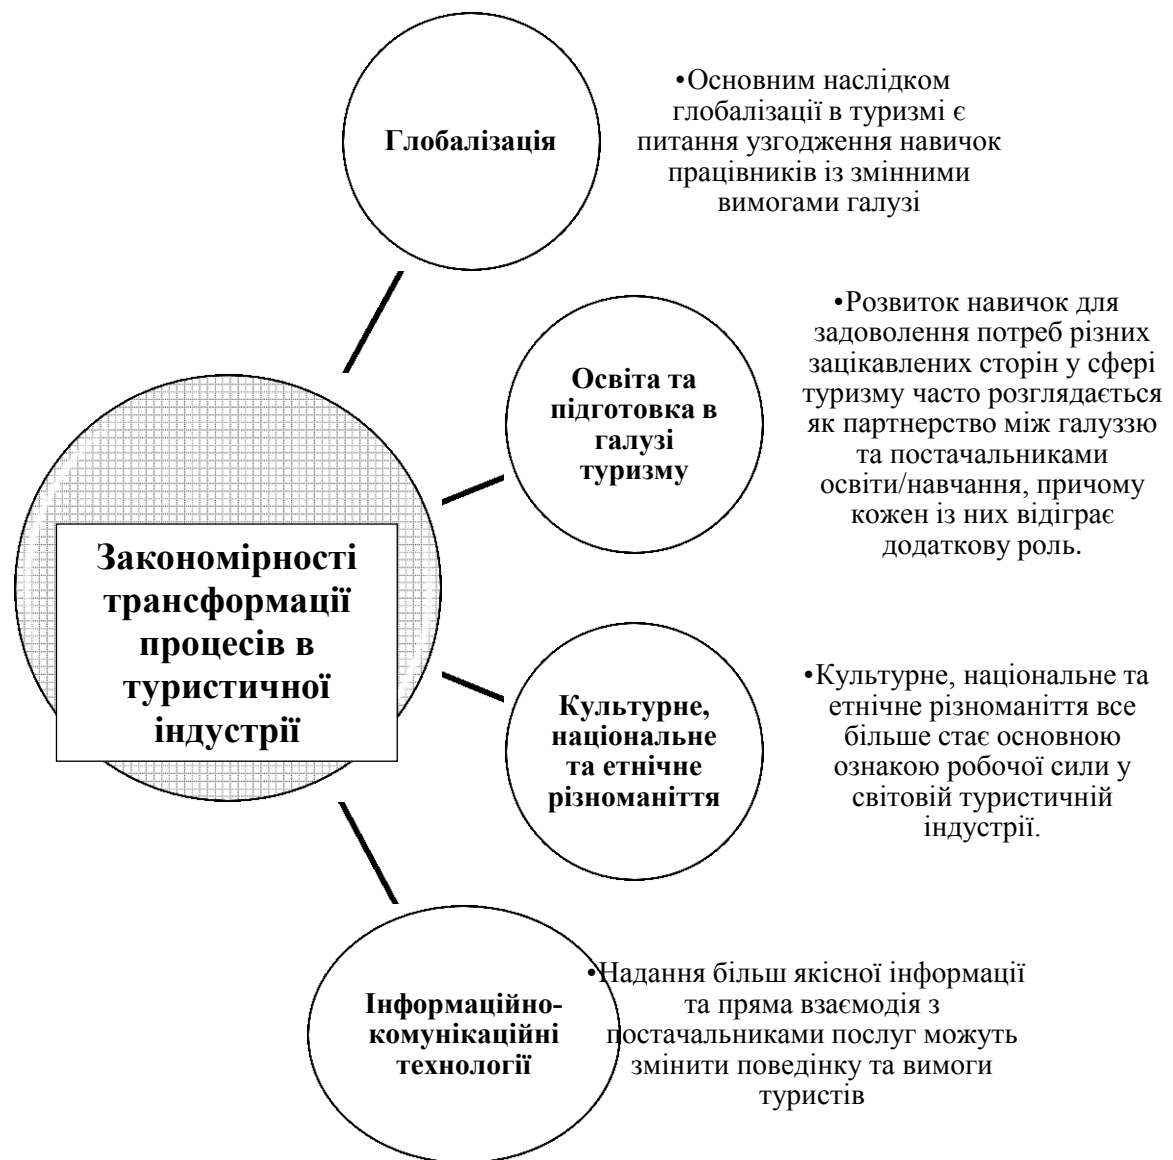 Глобалізація
•Основним наслідком
глобалізації в туризмі є
питання узгодження навичок
працівників із змінними
вимогами галузі
Освіта та
підготовка в
галузі
туризму
•Розвиток навичок для
задоволення потреб різних
зацікавлених сторін у сфері
туризму часто розглядається
як партнерство між галуззю
та постачальниками
освіти/навчання, причому
кожен із них відіграє
додаткову роль.
Закономірності
трансформації
процесів в
туристичної
індустрії
Культурне,
національне
та етнічне
різноманіття
•Культурне, національне та
етнічне різноманіття все
більше стає основною
ознакою робочої сили у
світовій туристичній
індустрії.
Інформаційно-
комунікаційні
технології
•Надання більш якісної інформації
та пряма взаємодія з
постачальниками послуг можуть
змінити поведінку та вимоги
туристів